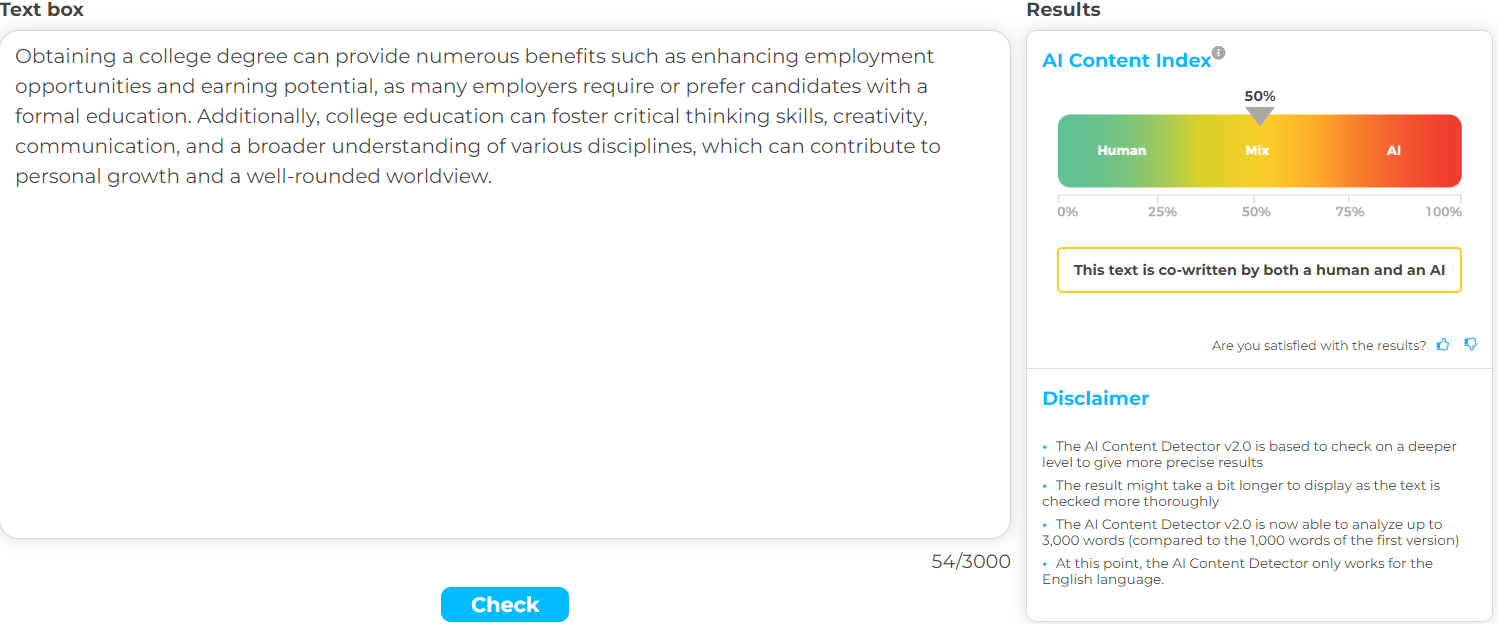 Text box
Obtaining a college degree can provide numerous benefits such as enhancing employment
opportunities and earning potential, as many employers require or prefer candidates with a
formal education. Additionally, college education can foster critical thinking skills, creativity,
communication, and a broader understanding of various disciplines, which can contribute to
personal growth and a well-rounded worldview.
54/3000
Check
Results
AI Content Index
50%
Human Mix AI
0% 25% 50% 75% 100%
This text is co-written by both a human and an AI
Are you satisfied with the results?
Disclaimer
• The AI Content Detector v2.0 is based to check on a deeper
level to give more precise results
• The result might take a bit longer to display as the text is
checked more thoroughly
• The AI Content Detector v2.0 is now able to analyze up to
3,000 words (compared to the 1,000 words of the first version)
• At this point, the AI Content Detector only works for the
English language.